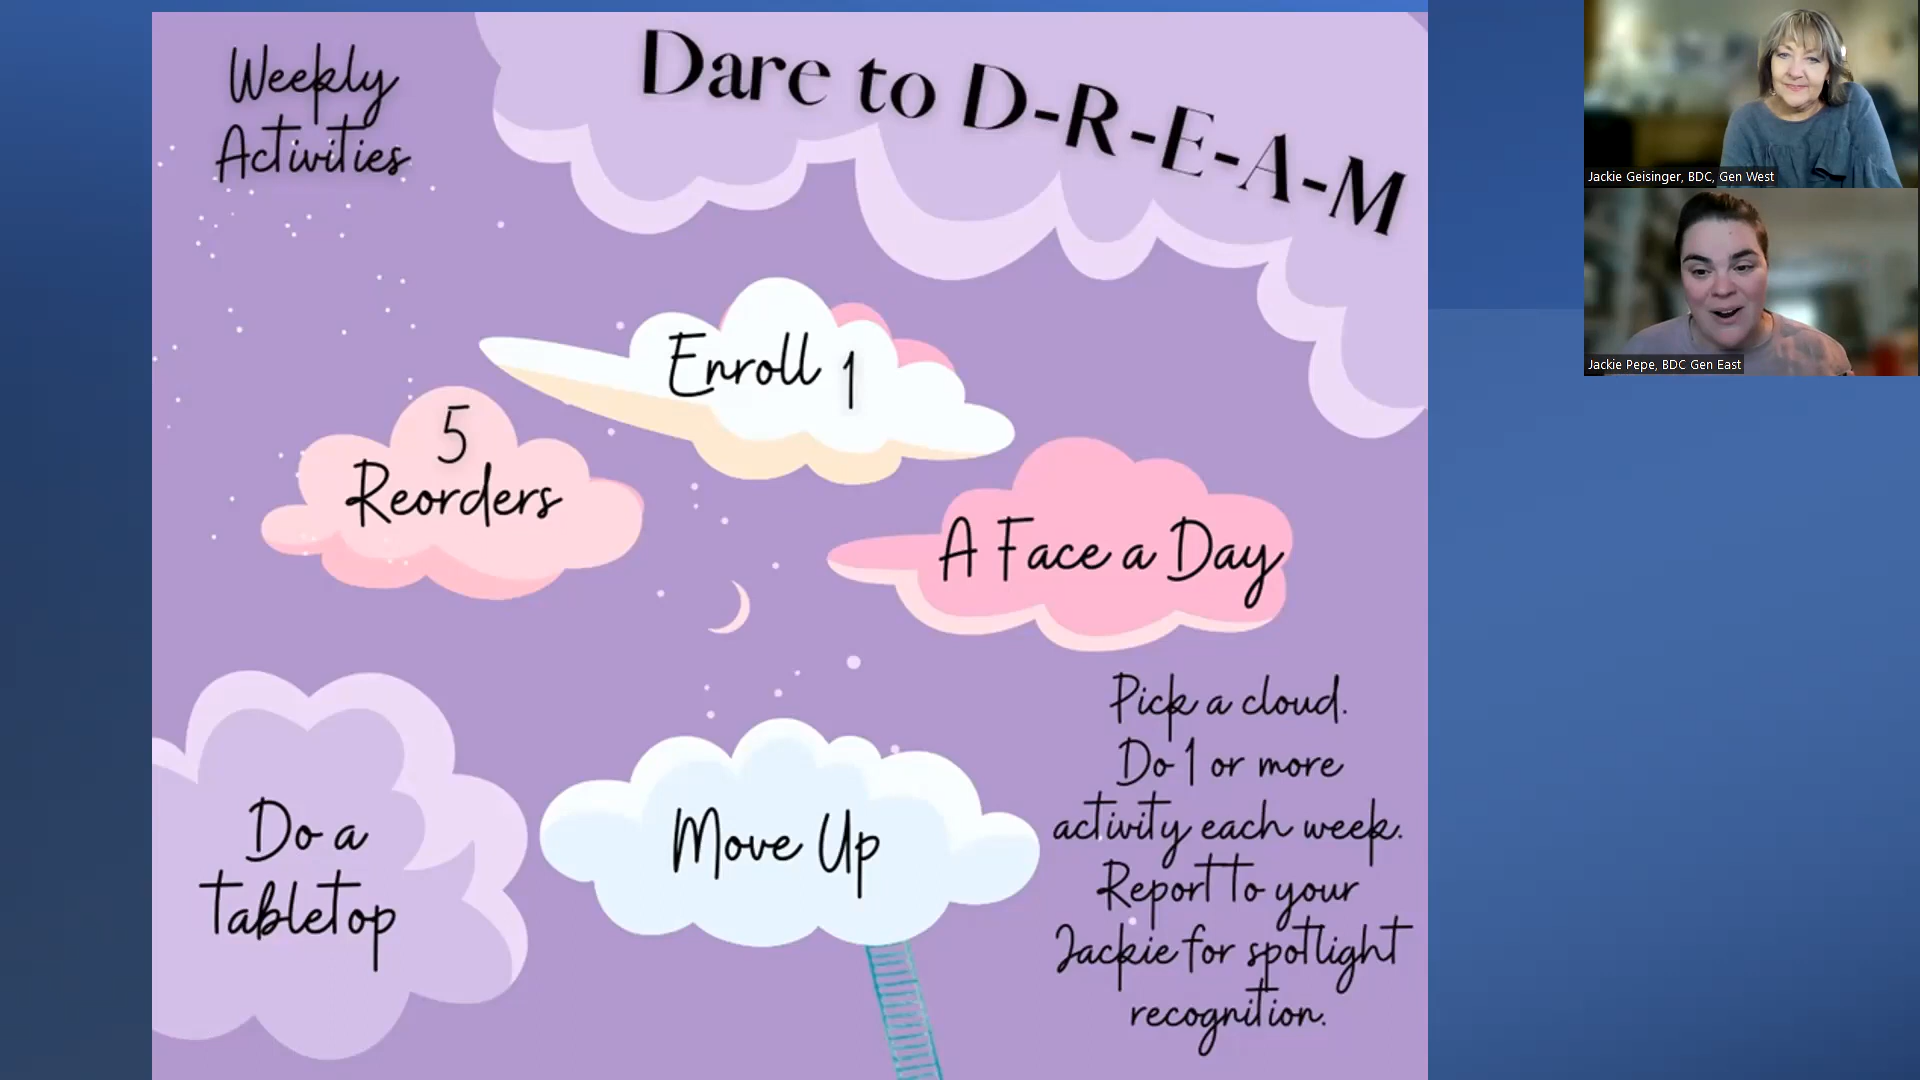 Weekly
Activities
Dare to D-R-E-A-M
Enroll 1
5
Reorders
A Face a Day
Do a
tabletop
Move Up
Pick a cloud.
Do 1 or more
activity each week.
Report to your
Jackie for spotlight
recognition.
Jackie Geisinger, BDC, Gen West
Jackie Pepe, BDC Gen East